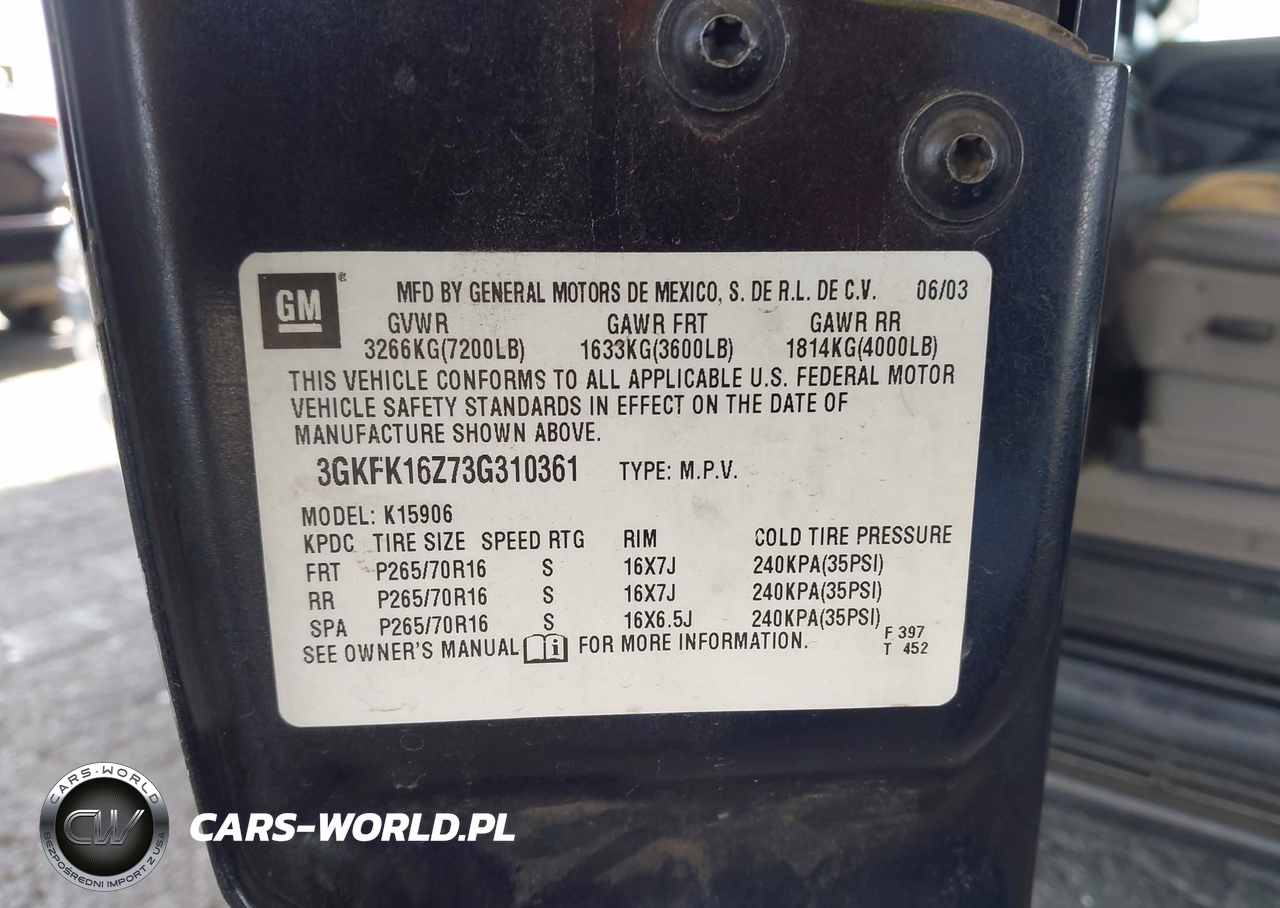 GM ®
MFD BY GENERAL MOTORS DE MEXICO, S. DE R.L. DE C.V. 06/03
GVWR GAWR FRT GAWR RR
3266KG(7200LB) 1633KG(3600LB) 1814KG(4000LB)
THIS VEHICLE CONFORMS TO ALL APPLICABLE U.S. FEDERAL MOTOR
VEHICLE SAFETY STANDARDS IN EFFECT ON THE DATE OF
MANUFACTURE SHOWN ABOVE.
3GKFK16Z73G310361 TYPE: M.P.V.
MODEL: K15906
KPDC TIRE SIZE SPEED RTG RIM COLD TIRE PRESSURE
FRT P265/70R16 S 16X7J 240KPA(35PSI)
RR P265/70R16 S 16X7J 240KPA(35PSI)
SPA P265/70R16 S 16X6.5J 240KPA(35PSI)
SEE OWNER'S MANUAL i FOR MORE INFORMATION.
F 397
T 452
CARS-WORLD
CW
BEZPOŚREDNI IMPORT Z USA
CARS-WORLD.PL